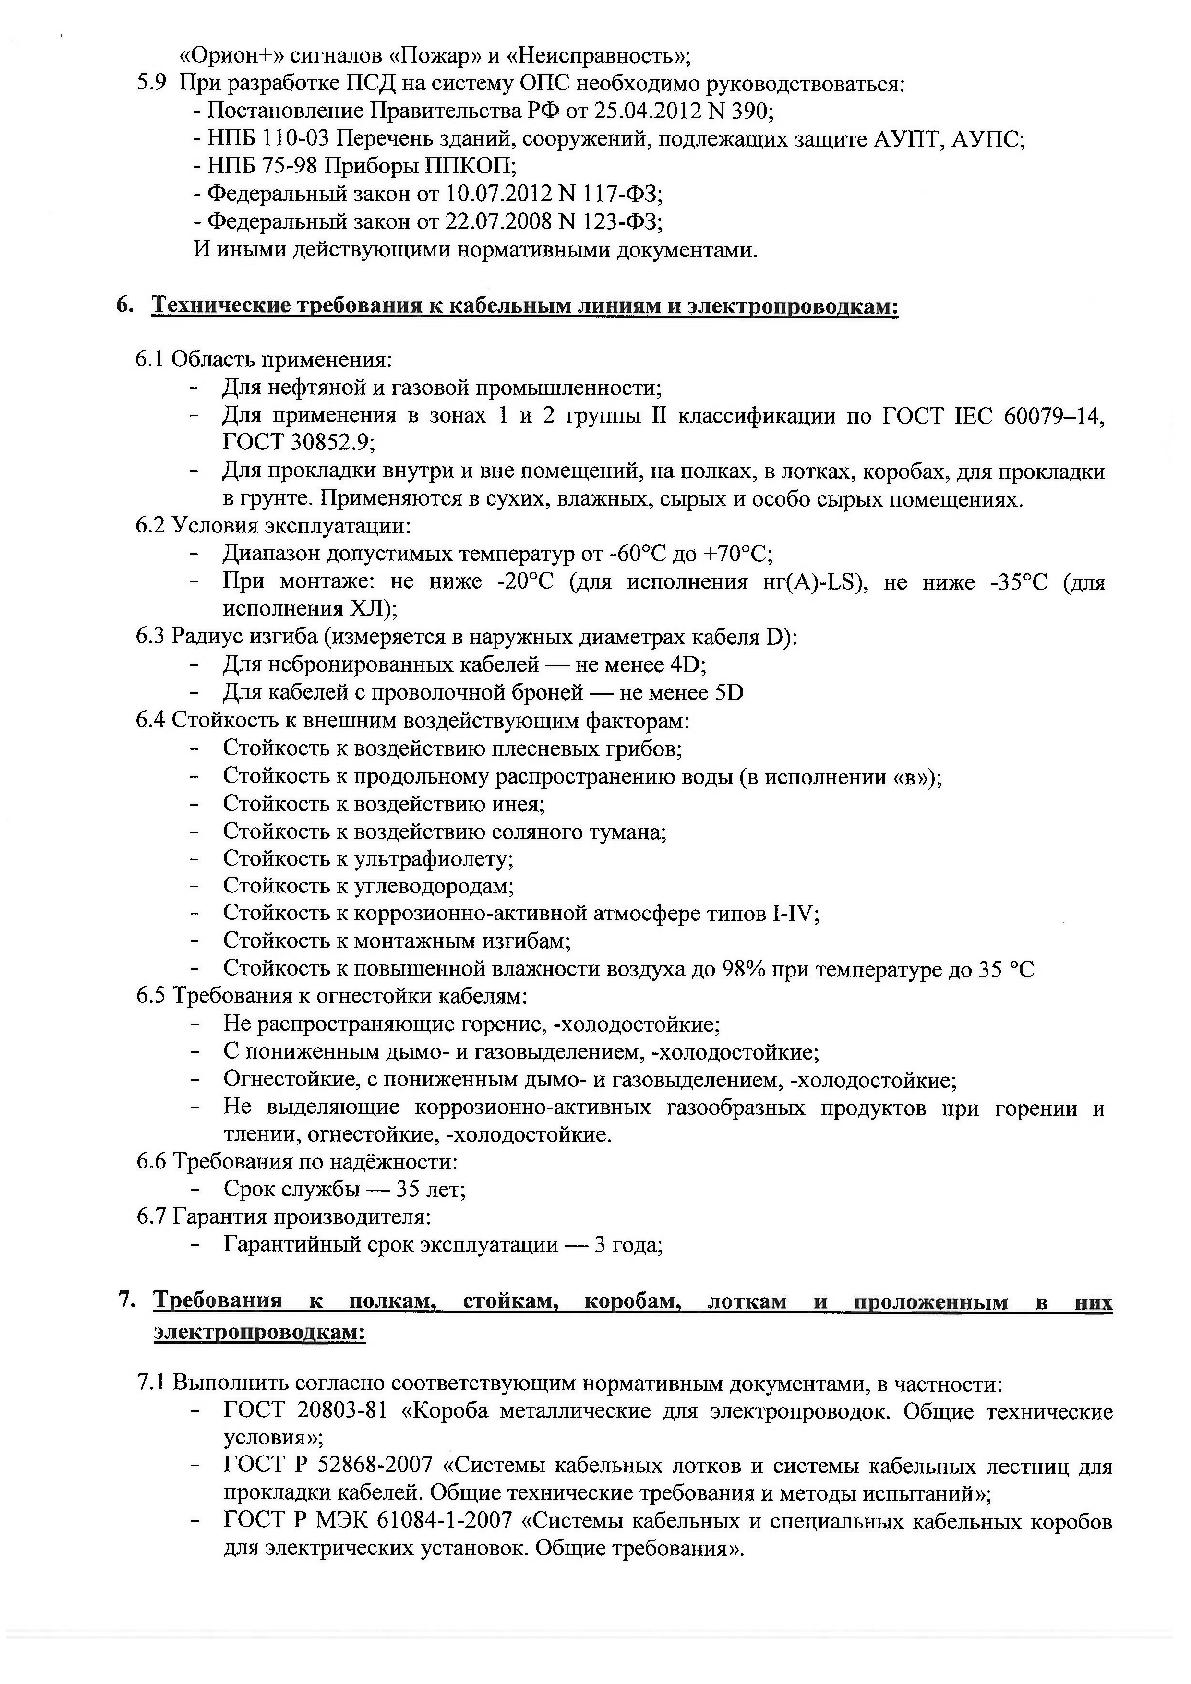 «Орион+» сигналов «Пожар» и «Неисправность»;
5.9 При разработке ПСД на систему ОПС необходимо руководствоваться:
- Постановление Правительства РФ от 25.04.2012 N 390;
- НПБ 110-03 Перечень зданий, сооружений, подлежащих защите АУПТ, АУПС;
- НПБ 75-98 Приборы ППКОП;
- Федеральный закон от 10.07.2012 N 117-ФЗ;
- Федеральный закон от 22.07.2008 N 123-ФЗ;
И иными действующими нормативными документами.
6. Технические требования к кабельным линиям и электропроводкам:
6.1 Область применения:
- Для нефтяной и газовой промышленности;
- Для применения в зонах 1 и 2 группы II классификации по ГОСТ IEC 60079–14,
ГОСТ 30852.9;
- Для прокладки внутри и вне помещений, на полках, в лотках, коробах, для прокладки
в грунте. Применяются в сухих, влажных, сырых и особо сырых помещениях.
6.2 Условия эксплуатации:
- Диапазон допустимых температур от -60°С до +70°С;
- При монтаже: не ниже -20°С (для исполнения нг(А)-LS), не ниже -35°С (для
исполнения ХЛ);
6.3 Радиус изгиба (измеряется в наружных диаметрах кабеля D):
- Для небронированных кабелей — не менее 4D;
- Для кабелей с проволочной броней — не менее 5D
6.4 Стойкость к внешним воздействующим факторам:
- Стойкость к воздействию плесневых грибов;
- Стойкость к продольному распространению воды (в исполнении «в»);
- Стойкость к воздействию инея;
- Стойкость к воздействию соляного тумана;
- Стойкость к ультрафиолету;
- Стойкость к углеводородам;
- Стойкость к коррозионно-активной атмосфере типов I-IV;
- Стойкость к монтажным изгибам;
- Стойкость к повышенной влажности воздуха до 98% при температуре до 35 °С
6.5 Требования к огнестойки кабелям:
- Не распространяющие горение, -холодостойкие;
- С пониженным дымо- и газовыделением, -холодостойкие;
- Огнестойкие, с пониженным дымо- и газовыделением, -холодостойкие;
- Не выделяющие коррозионно-активных газообразных продуктов при горении и
тлении, огнестойкие, -холодостойкие.
6.6 Требования по надёжности:
- Срок службы — 35 лет;
6.7 Гарантия производителя:
- Гарантийный срок эксплуатации — 3 года;
7. Требования к полкам, стойкам, коробам, лоткам и проложенным в них
электропроводкам:
7.1 Выполнить согласно соответствующим нормативным документами, в частности:
- ГОСТ 20803-81 «Короба металлические для электропроводок. Общие технические
условия»;
- ГОСТ Р 52868-2007 «Системы кабельных лотков и системы кабельных лестниц для
прокладки кабелей. Общие технические требования и методы испытаний»;
- ГОСТ Р МЭК 61084-1-2007 «Системы кабельных и специальных кабельных коробов
для электрических установок. Общие требования».